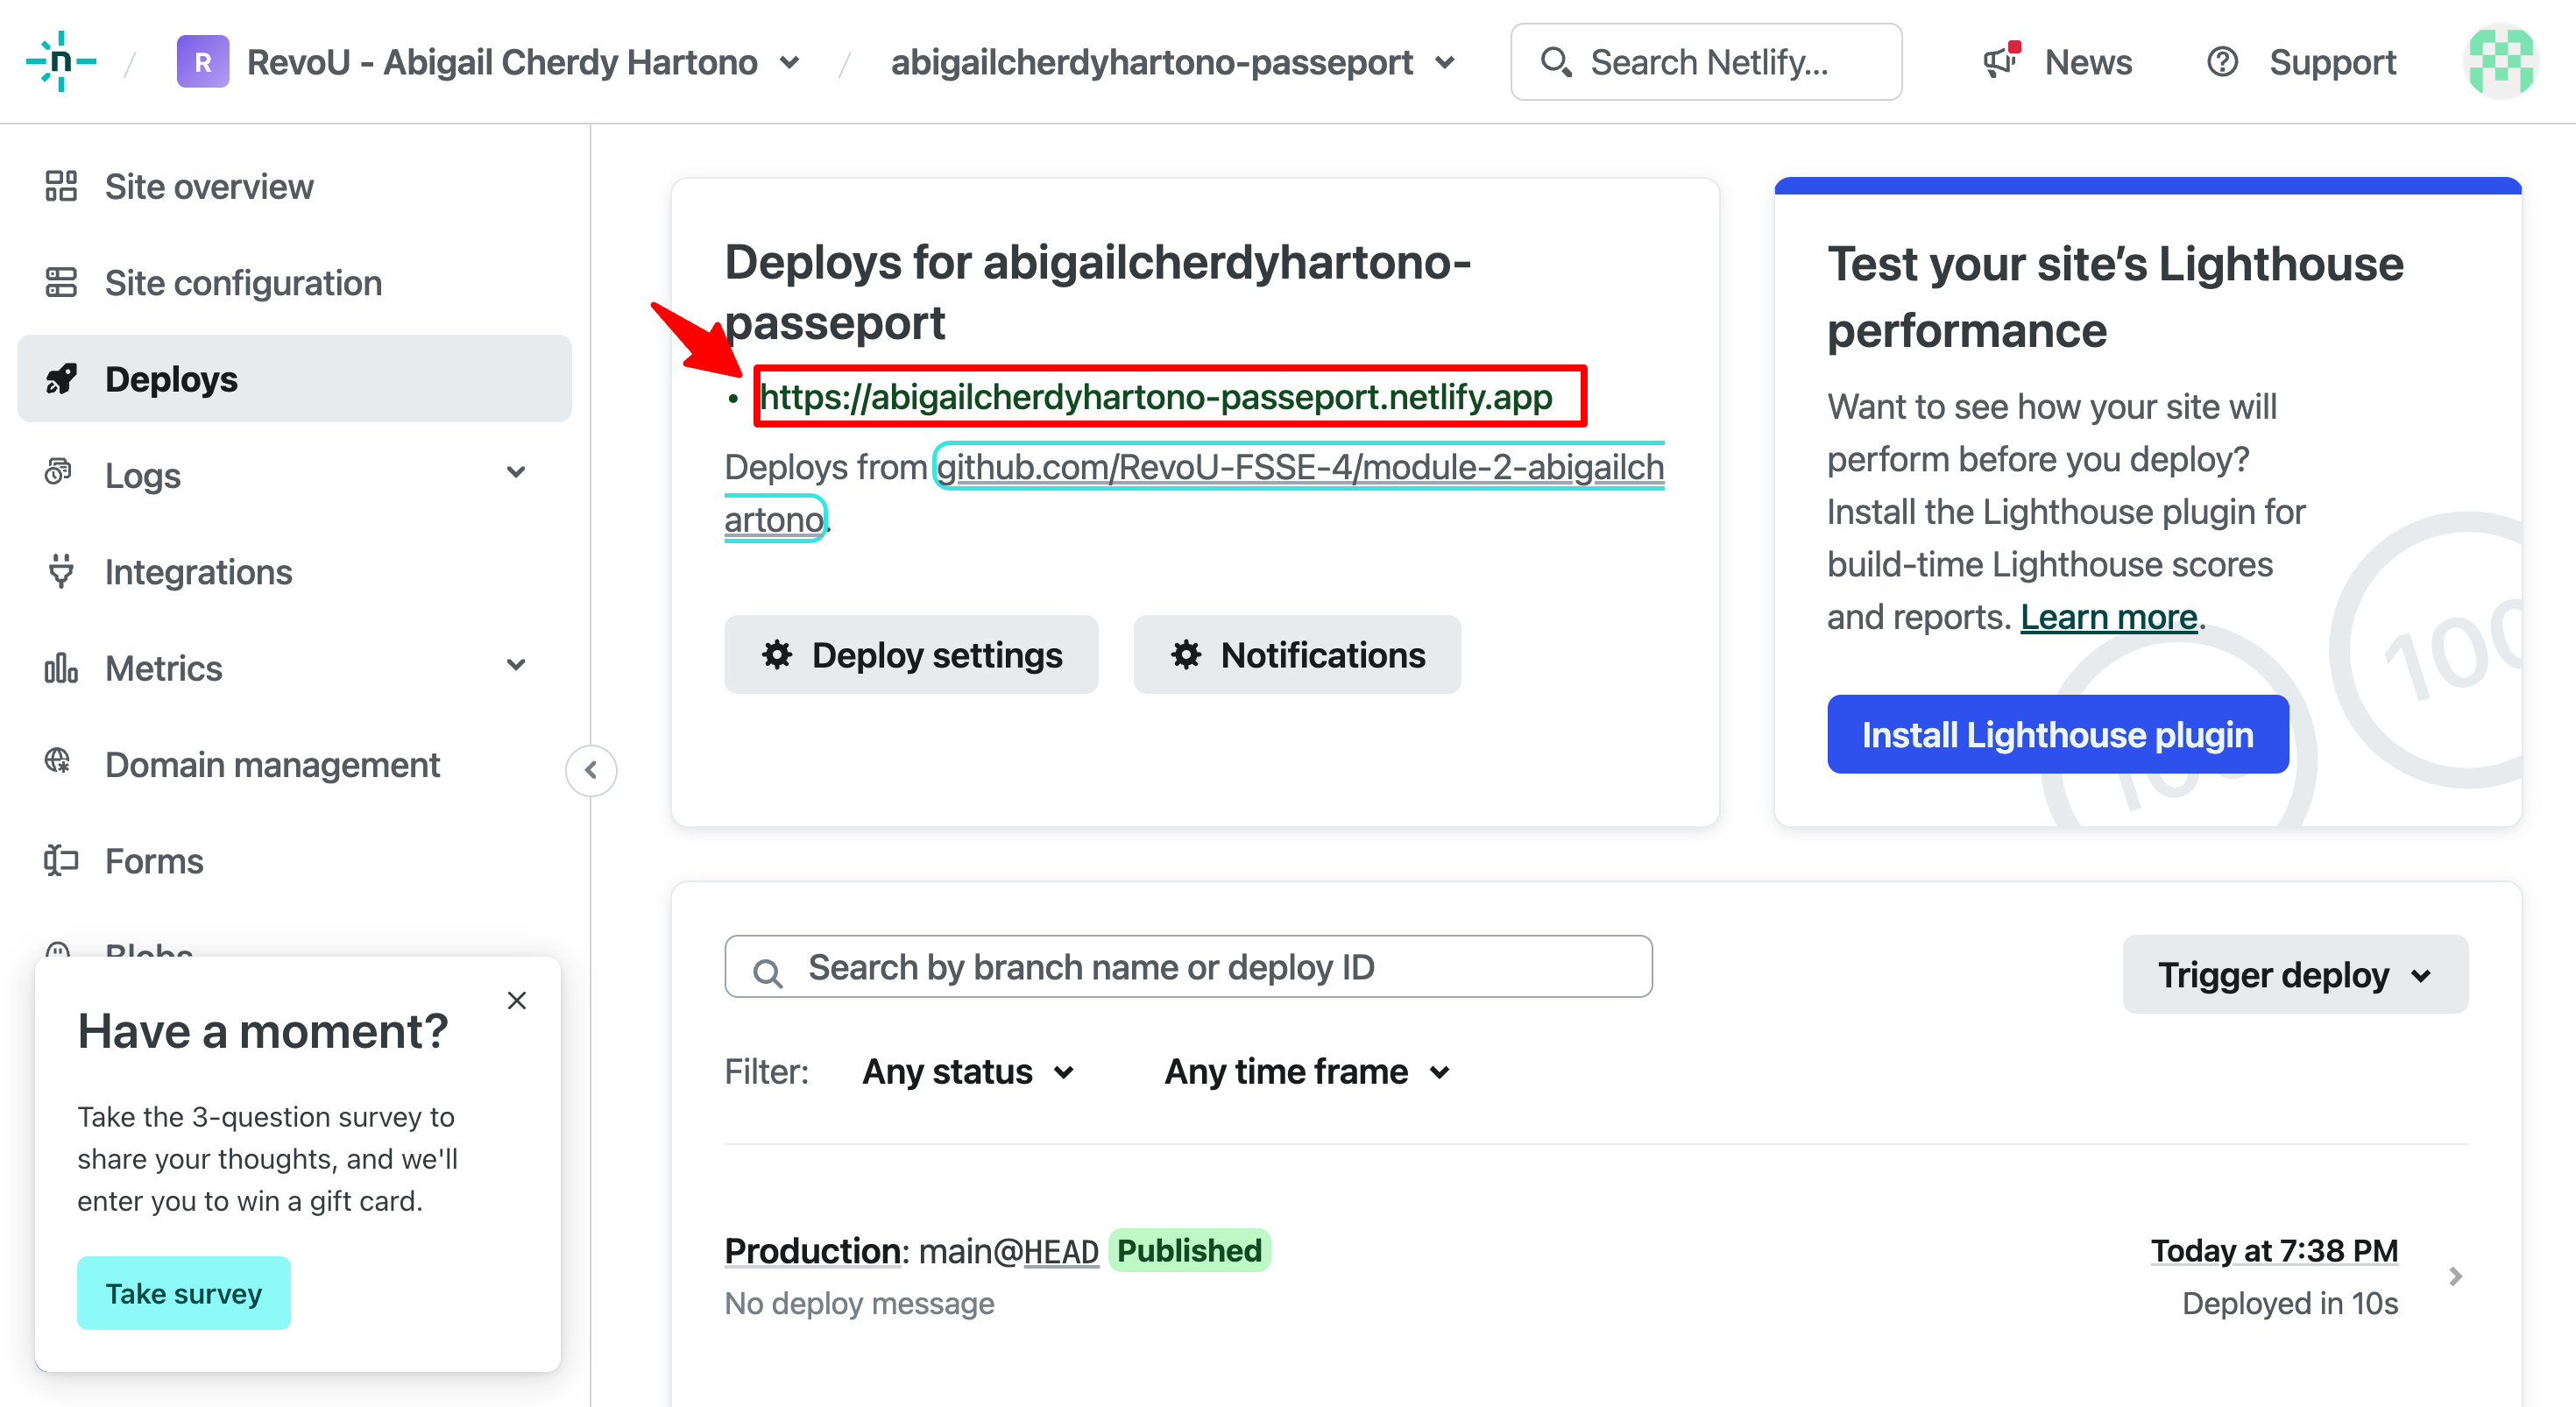 n / R RevoU - Abigail Cherdy Hartono / abigailcherdyhartono-passeport Search Netlify... News Support
Site overview
Site configuration
Deploys
Logs
Integrations
Metrics
Domain management
Forms
Blobs
Have a moment?
Take the 3-question survey to
share your thoughts, and we'll
enter you to win a gift card.
Take survey
Deploys for abigailcherdyhartono-
passeport
• https://abigailcherdyhartono-passeport.netlify.app
Deploys from github.com/RevoU-FSSE-4/module-2-abigailch
artono.
Deploy settings Notifications
Test your site’s Lighthouse
performance
Want to see how your site will
perform before you deploy?
Install the Lighthouse plugin for
build-time Lighthouse scores
and reports. Learn more.
100
Install Lighthouse plugin
100
Search by branch name or deploy ID
Trigger deploy
Filter: Any status Any time frame
Production: main@HEAD Published
No deploy message
Today at 7:38 PM
Deployed in 10s